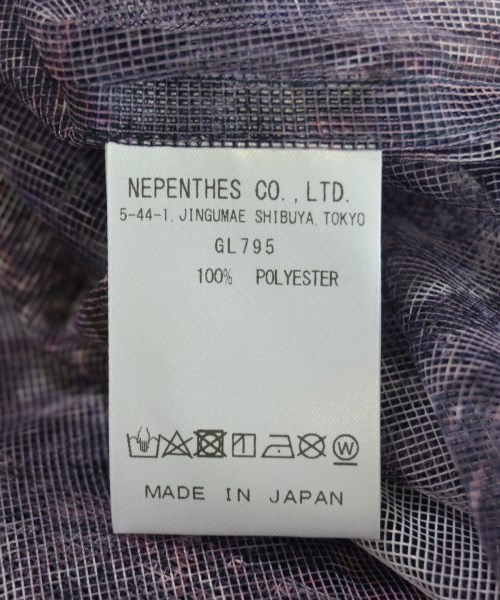 NEPENTHES CO.,LTD.
5-44-1, JINGUMAE SHIBUYA, TOKYO
GL795
100% POLYESTER
W
MADE IN JAPAN